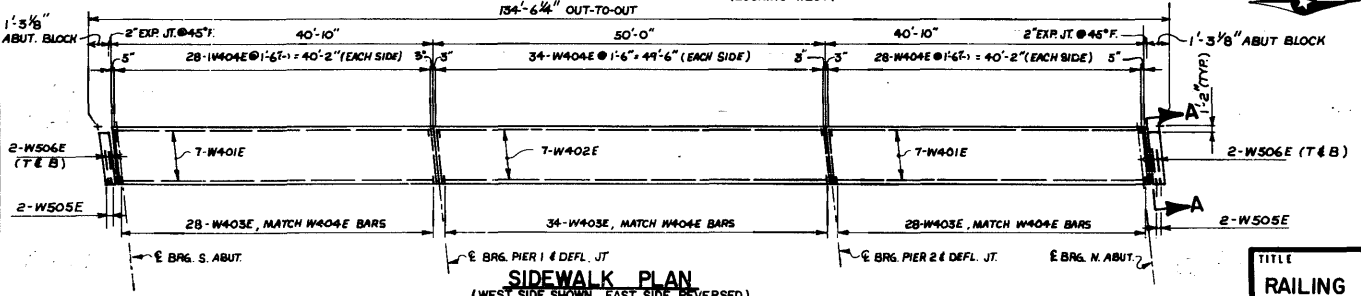 134'-6¼" OUT-TO-OUT
1'-3⅛"
ABUT. BLOCK
2" EXP. JT. @45°F.
40'-10"
50'-0"
40'-10"
2" EXP. JT. @ 45°F.
1'-3⅛" ABUT BLOCK
5"
28-W404E @ 1'-6"= 40'-2" (EACH SIDE)
3"
3"
34-W404E @ 1'-6" = 49'-6" (EACH SIDE)
3"
3"
28-W404E @ 1'-6"= 40'-2" (EACH SIDE)
5"
1'-2" (TYP.)
A
2-W506E
(T & B)
7-W401E
7-W402E
7-W401E
2-W506E (T & B)
A
2-W505E
28-W403E, MATCH W404E BARS
34-W403E, MATCH W404E BARS
28-W403E, MATCH W404E BARS
2-W505E
℄ BRG. S. ABUT.
℄ BRG. PIER 1 & DEFL. JT
℄ BRG. PIER 2 & DEFL. JT.
℄ BRG. N. ABUT.
SIDEWALK PLAN
(WEST SIDE SHOWN, EAST SIDE REVERSED)
TITLE
RAILING